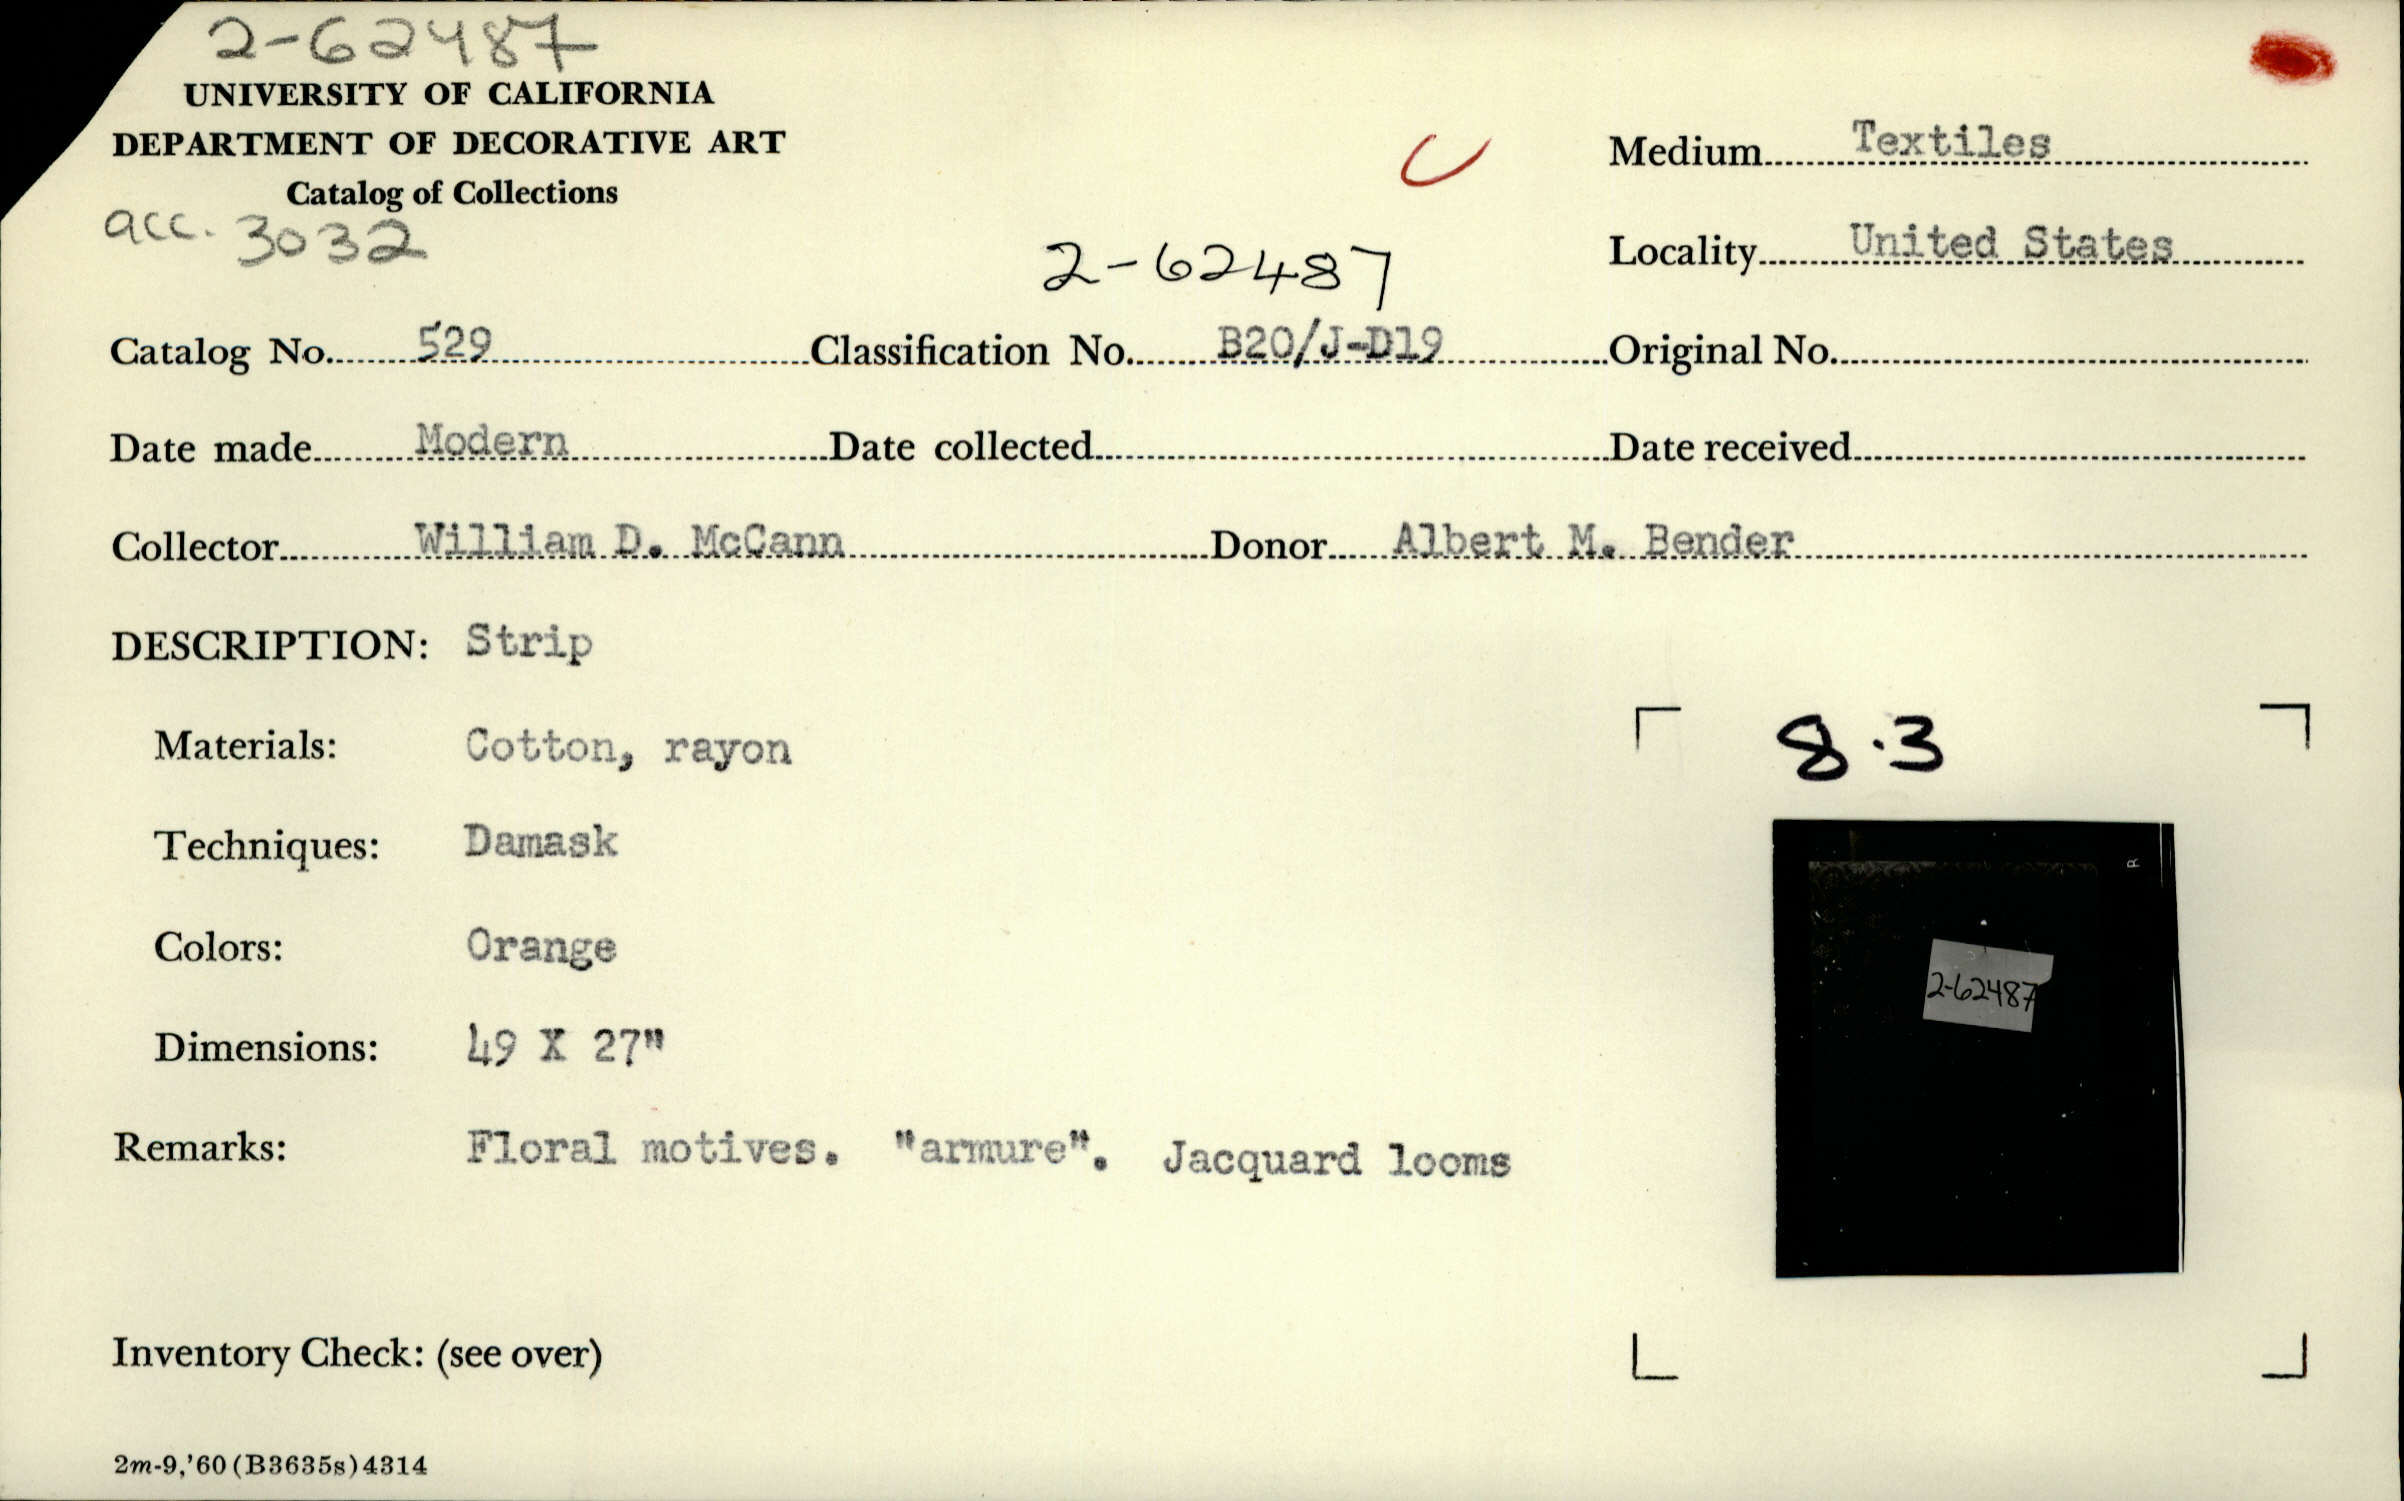 2-62487
UNIVERSITY OF CALIFORNIA
DEPARTMENT OF DECORATIVE ART
Catalog of Collections
acc. 3032
2-62487
Medium Textiles
Locality United States
Catalog No. 529 Classification No. B20/J-D19 Original No.
Date made Modern Date collected Date received
Collector William D. McCann Donor Albert M. Bender
DESCRIPTION: Strip
Materials: Cotton, rayon
Techniques: Damask
Colors: Orange
Dimensions: 49 X 27"
Remarks: Floral motives. "armure". Jacquard looms
8.3
R
2-62487
Inventory Check: (see over)
2m-9,'60 (B3635s) 4314